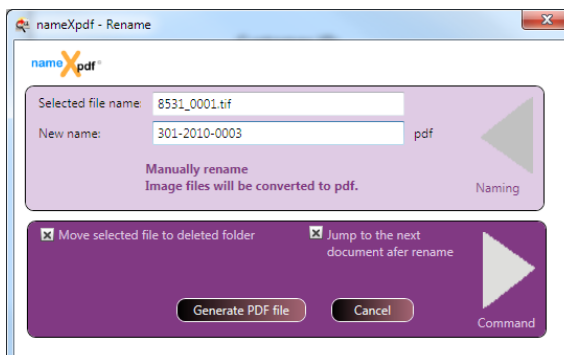 nameXpdf - Rename
nameXpdf®
Selected file name: 8531_0001.tif
New name: 301-2010-0003 pdf
Manually rename
Image files will be converted to pdf.
Naming
Move selected file to deleted folder
Jump to the next
document afer rename
Generate PDF file Cancel
Command